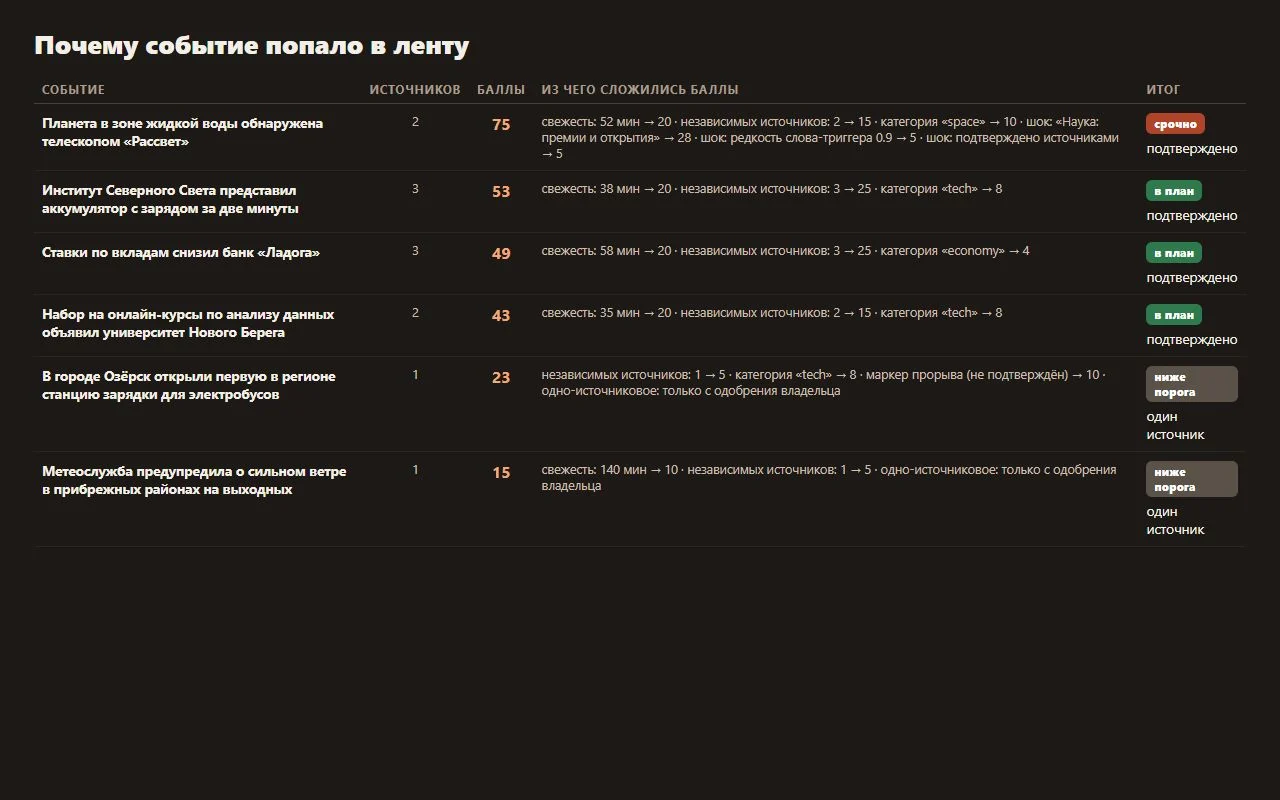 Почему событие попало в ленту
СОБЫТИЕ ИСТОЧНИКОВ БАЛЛЫ ИЗ ЧЕГО СЛОЖИЛИСЬ БАЛЛЫ ИТОГ
Планета в зоне жидкой воды обнаружена
телескопом «Рассвет»
2
75
свежесть: 52 мин → 20 · независимых источников: 2 → 15 · категория «space» → 10 · шок: «Наука:
премии и открытия» → 28 · шок: редкость слова-триггера 0.9 → 5 · шок: подтверждено источниками
→ 5
срочно
подтверждено
Институт Северного Света представил
аккумулятор с зарядом за две минуты
3
53
свежесть: 38 мин → 20 · независимых источников: 3 → 25 · категория «tech» → 8
в план
подтверждено
Ставки по вкладам снизил банк «Ладога»
3
49
свежесть: 58 мин → 20 · независимых источников: 3 → 25 · категория «economy» → 4
в план
подтверждено
Набор на онлайн-курсы по анализу данных
объявил университет Нового Берега
2
43
свежесть: 35 мин → 20 · независимых источников: 2 → 15 · категория «tech» → 8
в план
подтверждено
В городе Озёрск открыли первую в регионе
станцию зарядки для электробусов
1
23
независимых источников: 1 → 5 · категория «tech» → 8 · маркер прорыва (не подтверждён) → 10 ·
одно-источниковое: только с одобрения владельца
ниже
порога
один
источник
Метеослужба предупредила о сильном ветре
в прибрежных районах на выходных
1
15
свежесть: 140 мин → 10 · независимых источников: 1 → 5 · одно-источниковое: только с одобрения
владельца
ниже
порога
один
источник